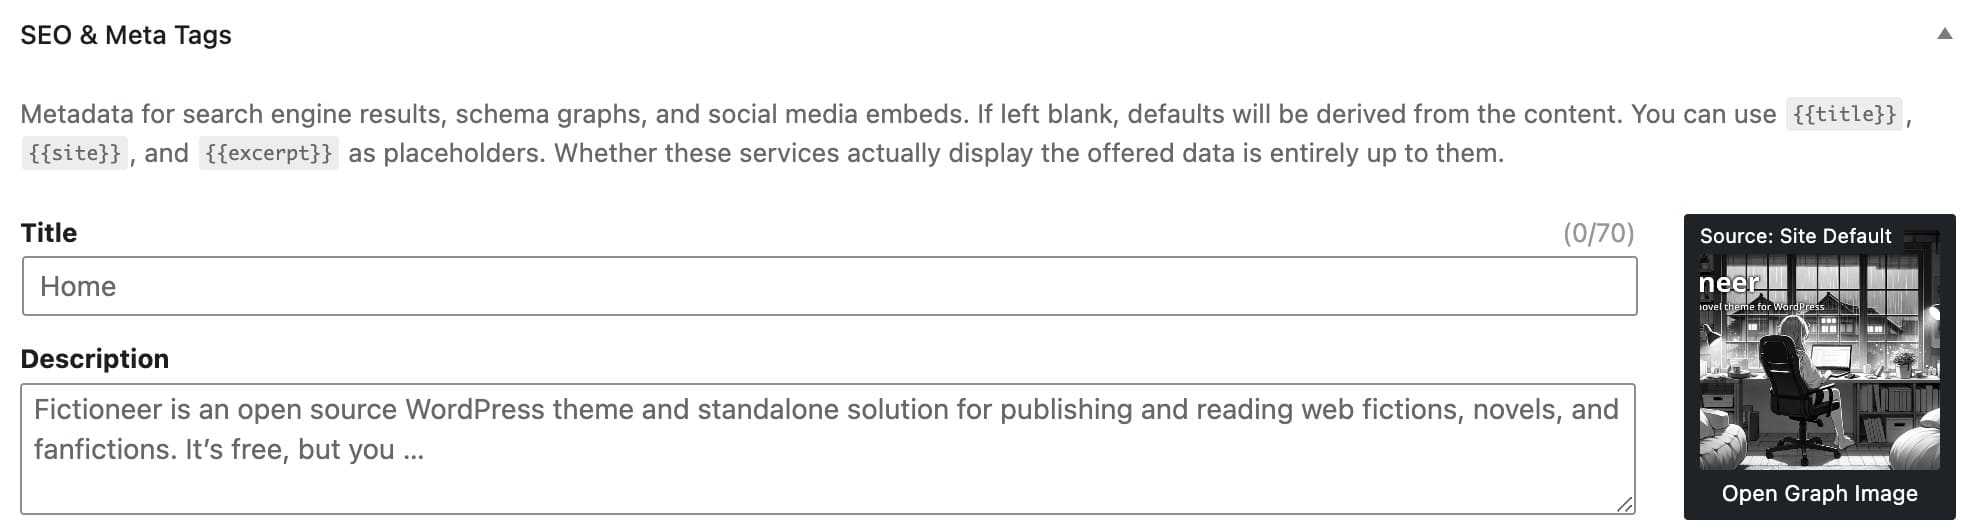 SEO & Meta Tags
Metadata for search engine results, schema graphs, and social media embeds. If left blank, defaults will be derived from the content. You can use {{title}},
{{site}}, and {{excerpt}} as placeholders. Whether these services actually display the offered data is entirely up to them.
Title (0/70)
Home
Description
Fictioneer is an open source WordPress theme and standalone solution for publishing and reading web fictions, novels, and
fanfictions. It’s free, but you ...
Source: Site Default
neer
novel theme for WordPress
Open Graph Image